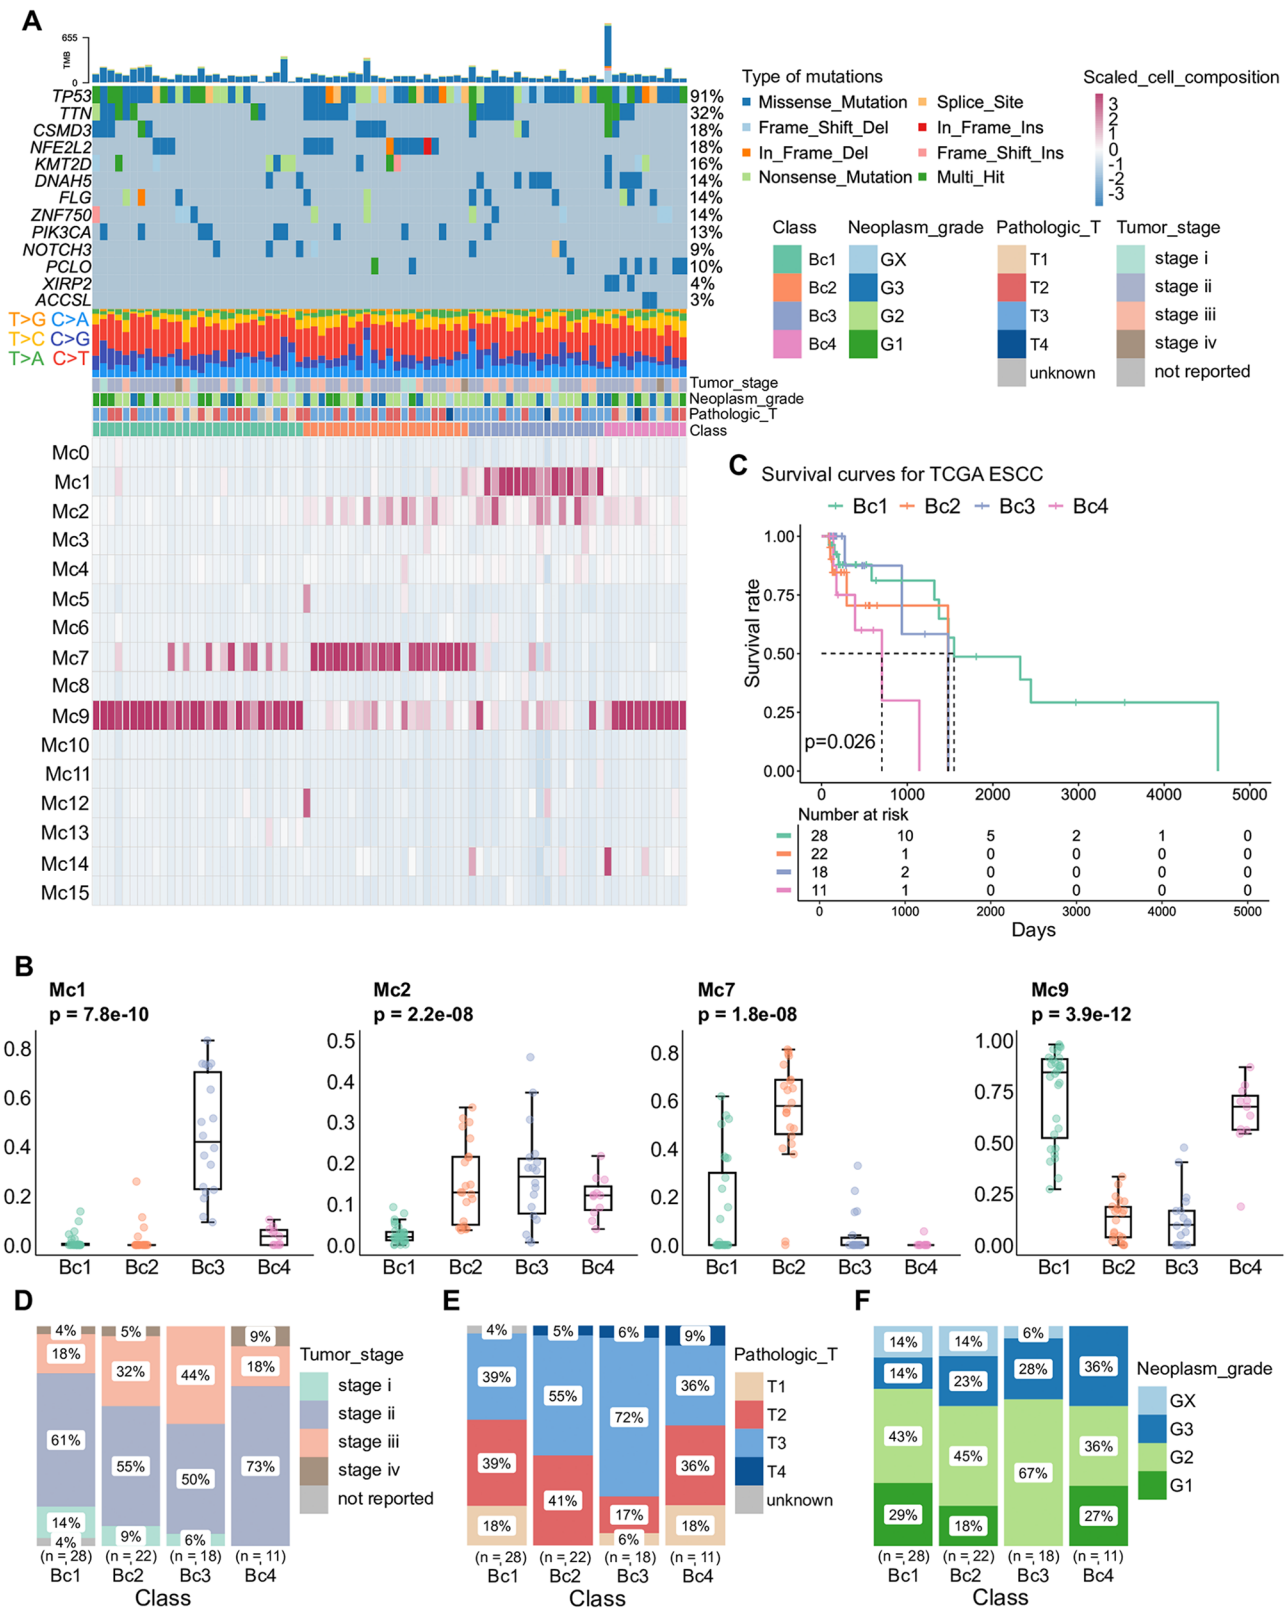 A
655
TMB
0
TP53 91%
TTN 32%
CSMD3 18%
NFE2L2 18%
KMT2D 16%
DNAH5 14%
FLG 14%
ZNF750 14%
PIK3CA 13%
NOTCH3 9%
PCLO 10%
XIRP2 4%
ACCSL 3%
T>G C>A
T>C C>G
T>A C>T
Tumor_stage
Neoplasm_grade
Pathologic_T
Class
Mc0
Mc1
Mc2
Mc3
Mc4
Mc5
Mc6
Mc7
Mc8
Mc9
Mc10
Mc11
Mc12
Mc13
Mc14
Mc15
Type of mutations
Missense_Mutation Splice_Site
Frame_Shift_Del In_Frame_Ins
In_Frame_Del Frame_Shift_Ins
Nonsense_Mutation Multi_Hit
Scaled_cell_composition
3
2
1
0
-1
-2
-3
Class Neoplasm_grade Pathologic_T Tumor_stage
Bc1 GX T1 stage i
Bc2 G3 T2 stage ii
Bc3 G2 T3 stage iii
Bc4 G1 T4 stage iv
unknown not reported
C
Survival curves for TCGA ESCC
Bc1 Bc2 Bc3 Bc4
Survival rate
1.00
0.75
0.50
0.25
0.00
p=0.026
0 1000 2000 3000 4000 5000
Number at risk
28 10 5 2 1 0
22 1 0 0 0 0
18 2 0 0 0 0
11 1 0 0 0 0
0 1000 2000 3000 4000 5000
Days
B
Mc1
p = 7.8e-10
0.8
0.6
0.4
0.2
0.0
Bc1 Bc2 Bc3 Bc4
Mc2
p = 2.2e-08
0.5
0.4
0.3
0.2
0.1
0.0
Bc1 Bc2 Bc3 Bc4
Mc7
p = 1.8e-08
0.8
0.6
0.4
0.2
0.0
Bc1 Bc2 Bc3 Bc4
Mc9
p = 3.9e-12
1.00
0.75
0.50
0.25
0.00
Bc1 Bc2 Bc3 Bc4
D
4% 5% 9%
18% 32% 44% 18%
61% 55% 50% 73%
14% 9% 6%
4%
(n = 28) (n = 22) (n = 18) (n = 11)
Bc1 Bc2 Bc3 Bc4
Class
Tumor_stage
stage i
stage ii
stage iii
stage iv
not reported
E
4% 5% 6% 9%
39% 55% 72% 36%
39% 41% 17% 36%
18% 6% 18%
(n = 28) (n = 22) (n = 18) (n = 11)
Bc1 Bc2 Bc3 Bc4
Class
Pathologic_T
T1
T2
T3
T4
unknown
F
14% 14% 6%
14% 23% 28% 36%
43% 45% 67% 36%
29% 18% 27%
(n = 28) (n = 22) (n = 18) (n = 11)
Bc1 Bc2 Bc3 Bc4
Class
Neoplasm_grade
GX
G3
G2
G1